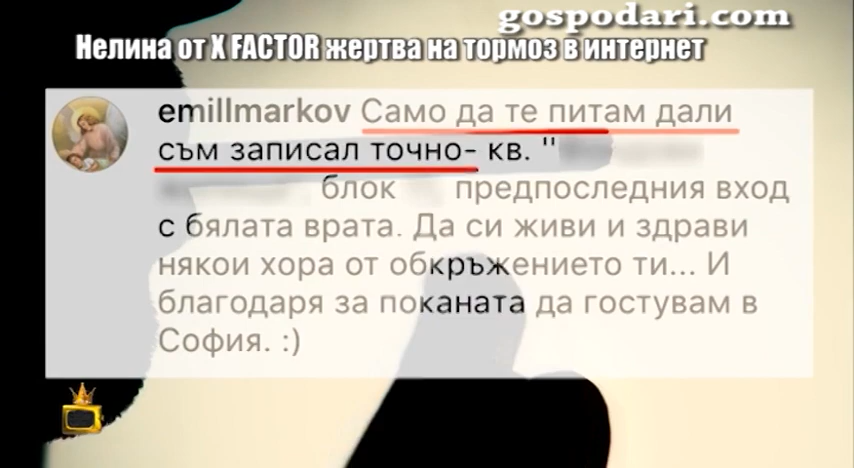 gospodari.com
Нелина от X FACTOR жертва на тормоз в интернет
emillmarkov Само да те питам дали
съм записал точно- кв. "
блок предпоследния вход
с бялата врата. Да си живи и здрави
някои хора от обкръжението ти... И
благодаря за поканата да гостувам в
София. :)